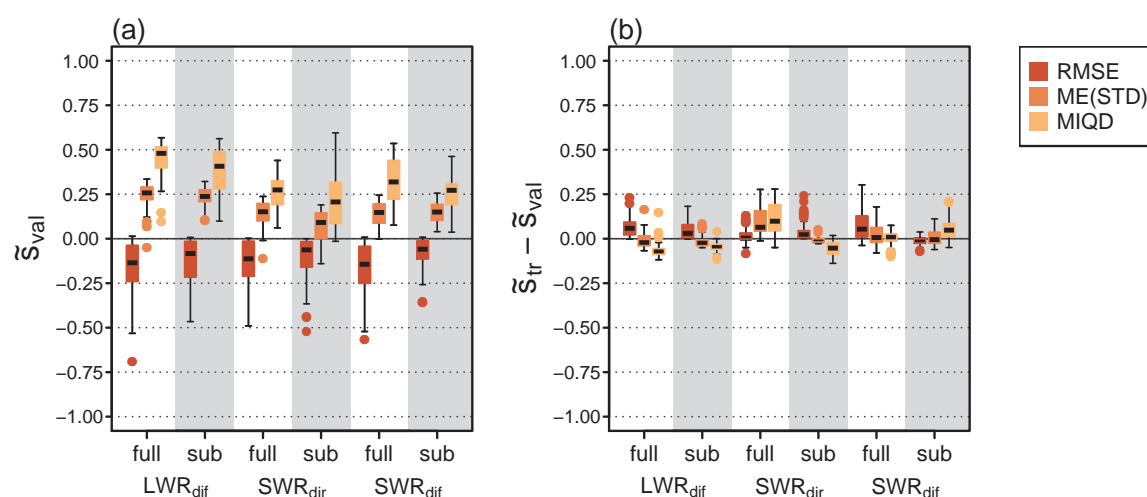 (a)
(b)
1.00
0.75
0.50
0.25
0.00
−0.25
−0.50
−0.75
−1.00
s̃val
full sub full sub full sub
LWRdif SWRdir SWRdif
1.00
0.75
0.50
0.25
0.00
−0.25
−0.50
−0.75
−1.00
s̃tr − s̃val
full sub full sub full sub
LWRdif SWRdir SWRdif
RMSE
ME(STD)
MIQD